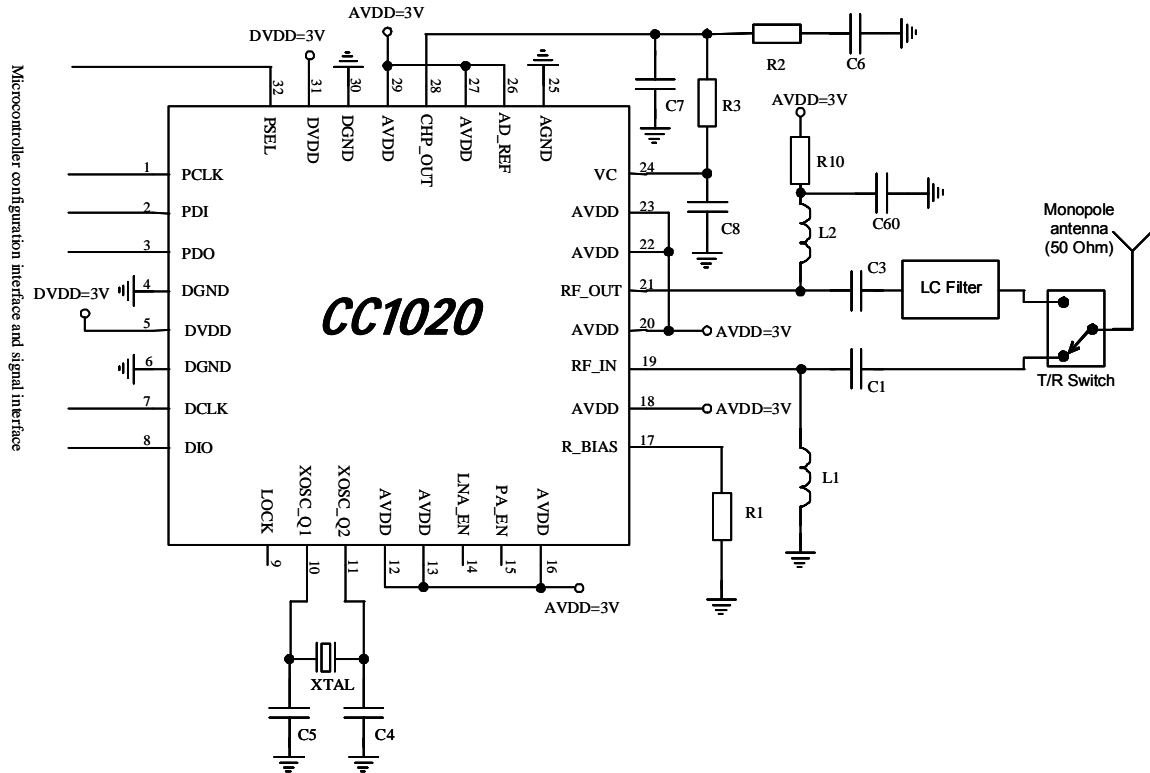 AVDD=3V
DVDD=3V
R2
C6
Microcontroller configuration interface and signal interface
32
31
30
29
28
27
26
25
C7
R3
AVDD=3V
PSEL
DVDD
DGND
AVDD
CHP_OUT
AVDD
AD_REF
AGND
R10
1
PCLK
VC
24
2
PDI
AVDD
23
C8
L2
C60
Monopole
antenna
(50 Ohm)
3
PDO
AVDD
22
C3
LC Filter
DVDD=3V
4
DGND
RF_OUT
21
CC1020
5
DVDD
AVDD
20
AVDD=3V
6
DGND
RF_IN
19
C1
T/R Switch
7
DCLK
AVDD
18
AVDD=3V
8
DIO
R_BIAS
17
L1
R1
LOCK
XOSC_Q1
XOSC_Q2
AVDD
AVDD
LNA_EN
PA_EN
AVDD
9
10
11
12
13
14
15
16
AVDD=3V
XTAL
C5
C4